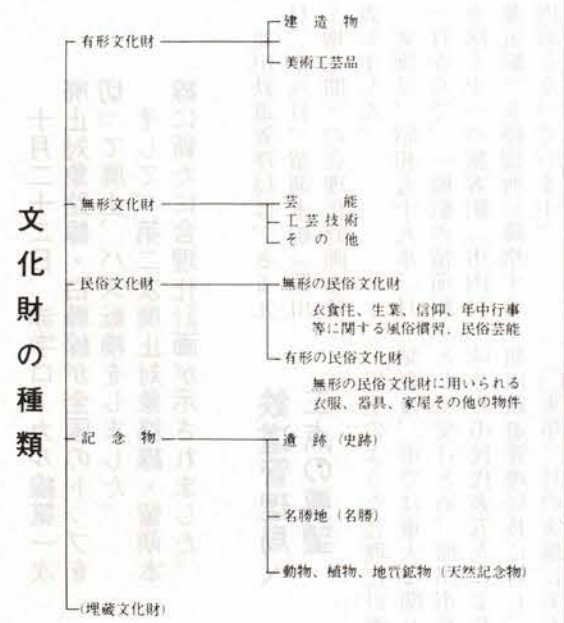 文化財の種類
有形文化財
建造物
美術工芸品
無形文化財
芸能
工芸技術
その他
民俗文化財
無形の民俗文化財
衣食住、生業、信仰、年中行事
等に関する風俗慣習、民俗芸能
有形の民俗文化財
無形の民俗文化財に用いられる
衣服、器具、家屋その他の物件
記念物
遺跡（史跡）
名勝地（名勝）
動物、植物、地質鉱物（天然記念物）
(埋蔵文化財)